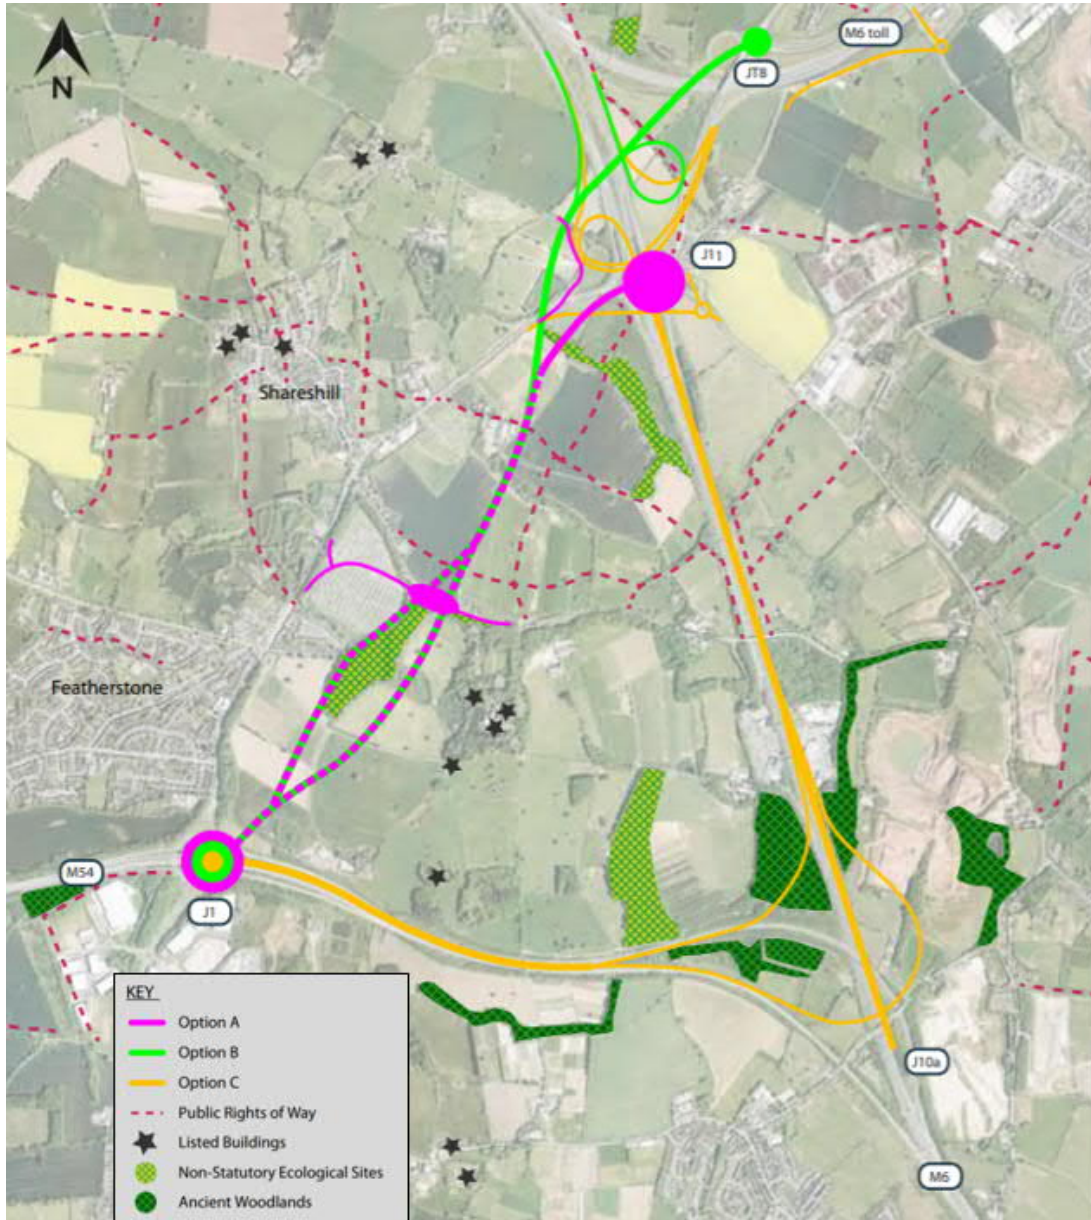 M6 toll
JT8
N
J11
Shareshill
Featherstone
M54
J1
KEY
Option A
Option B
Option C
Public Rights of Way
Listed Buildings
Non-Statutory Ecological Sites
Ancient Woodlands
J10a
M6